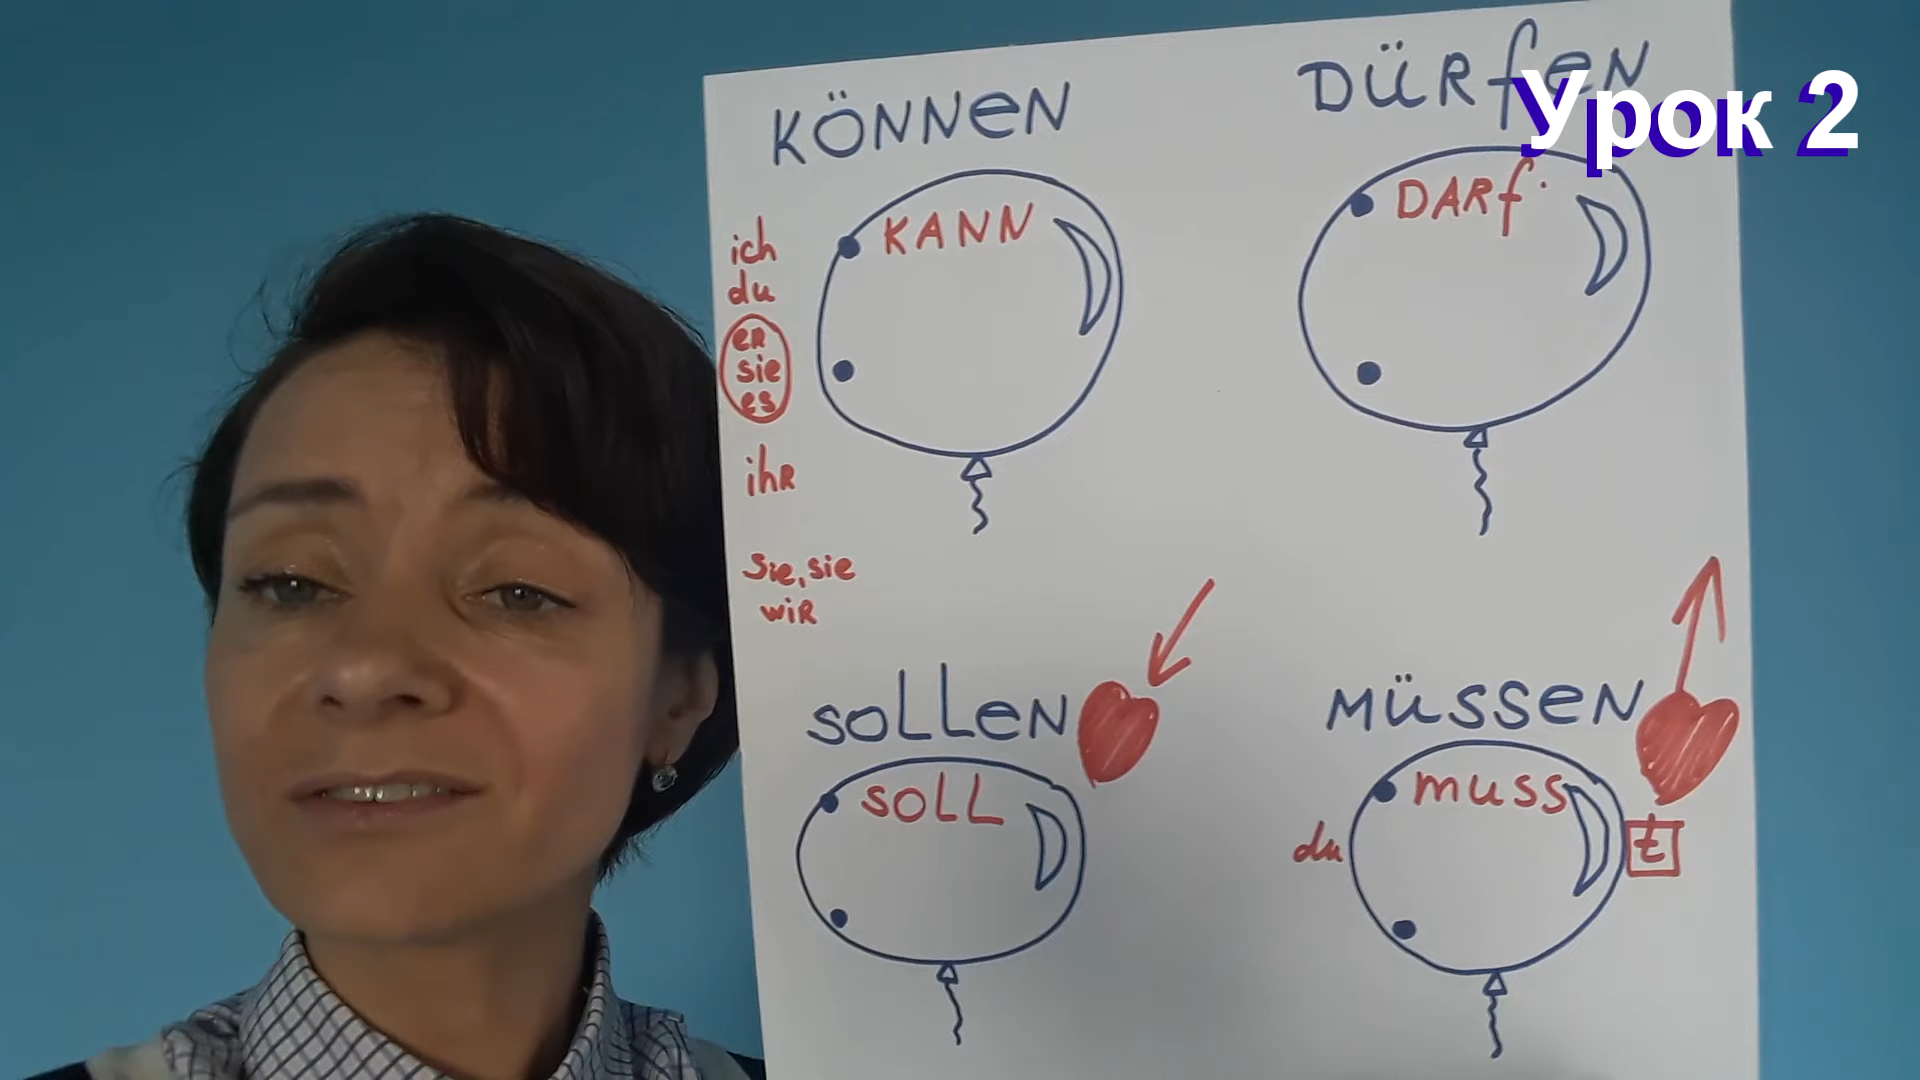 KÖNNEN
DÜRfeN
Урок 2
KANN
DARf.
ich
du
eR
sie
es
ihR
Sie, sie
wiR
SOLLeN
MÜSSeN
SOLL
muss
du
t